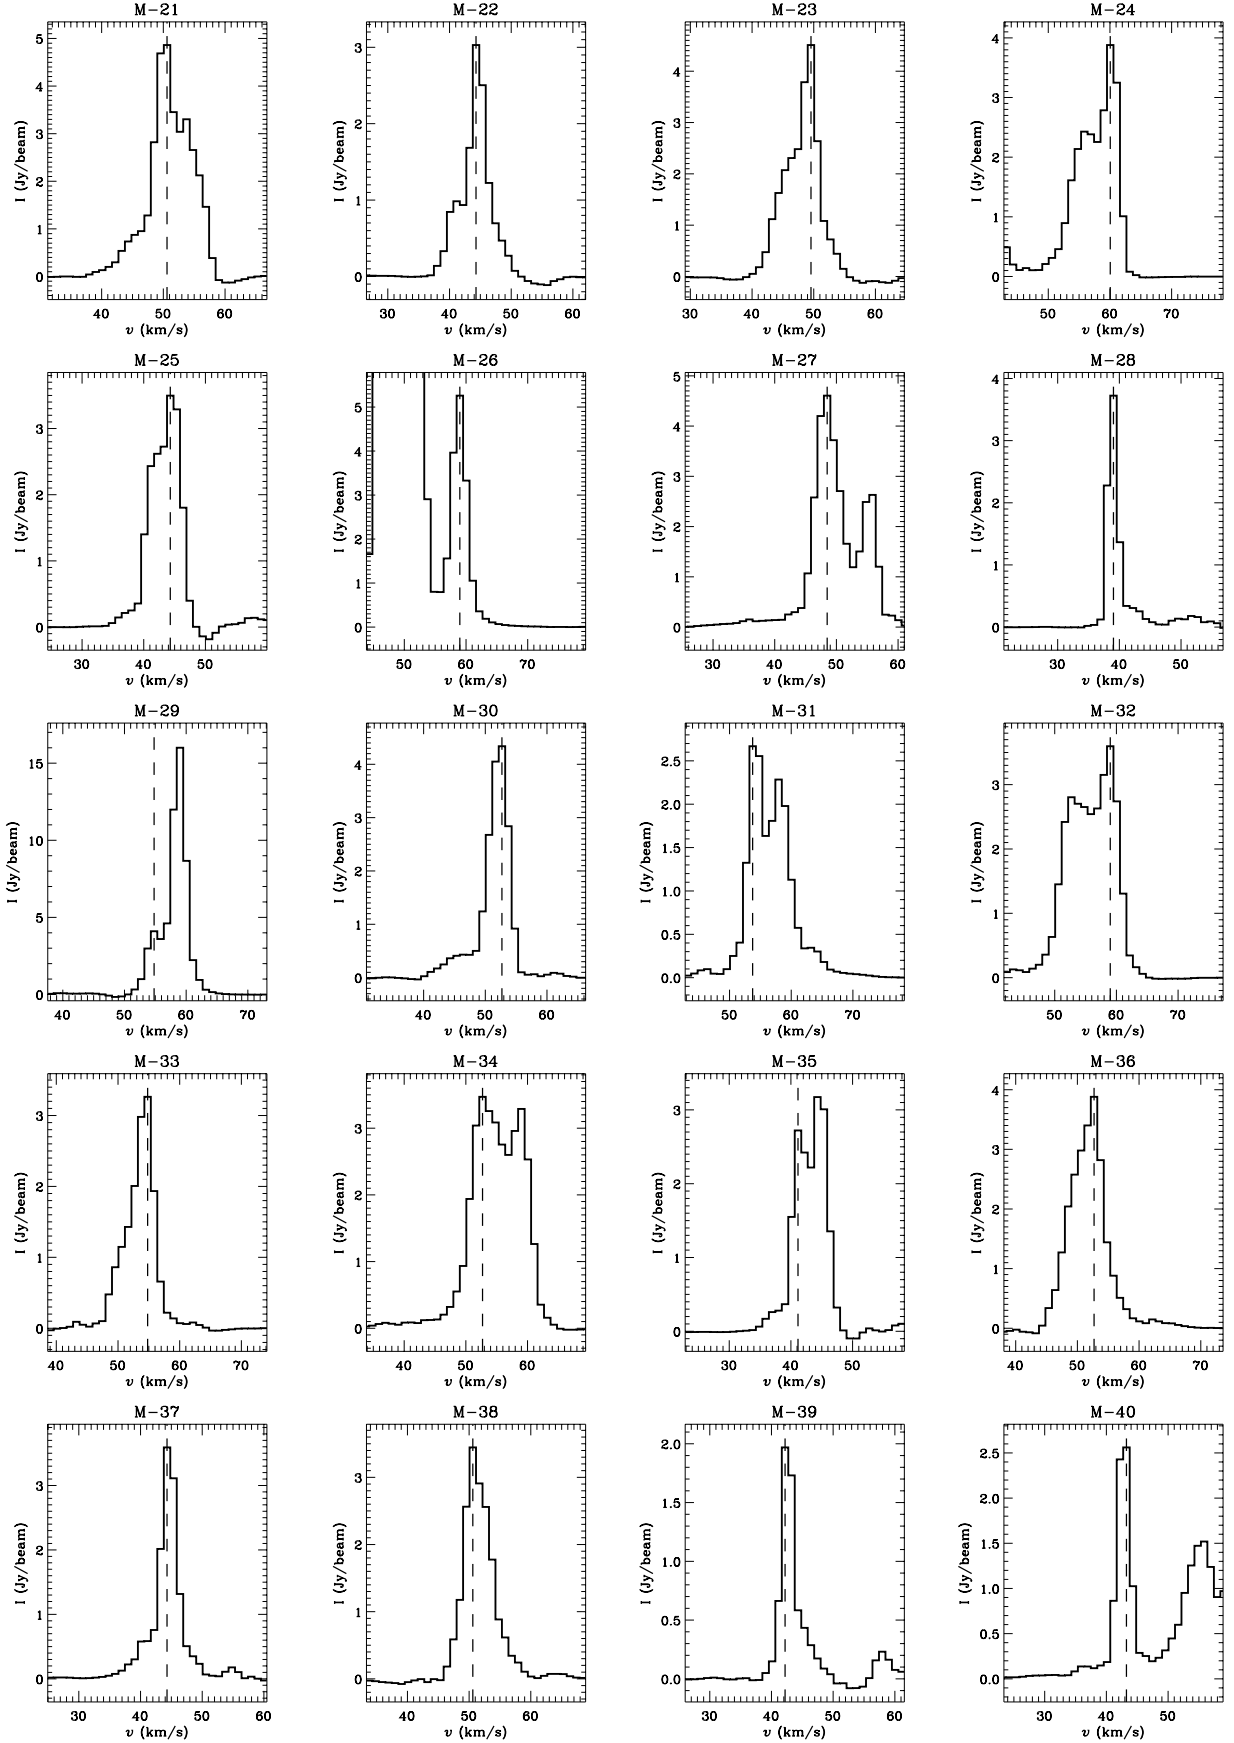 M-21
5
4
3
2
1
0
I (Jy/beam)
40 50 60
v (km/s)
M-22
3
2
1
0
I (Jy/beam)
30 40 50 60
v (km/s)
M-23
4
3
2
1
0
I (Jy/beam)
30 40 50 60
v (km/s)
M-24
4
3
2
1
0
I (Jy/beam)
50 60 70
v (km/s)
M-25
3
2
1
0
I (Jy/beam)
30 40 50
v (km/s)
M-26
5
4
3
2
1
0
I (Jy/beam)
50 60 70
v (km/s)
M-27
5
4
3
2
1
0
I (Jy/beam)
30 40 50 60
v (km/s)
M-28
4
3
2
1
0
I (Jy/beam)
30 40 50
v (km/s)
M-29
15
10
5
0
I (Jy/beam)
40 50 60 70
v (km/s)
M-30
4
3
2
1
0
I (Jy/beam)
40 50 60
v (km/s)
M-31
2.5
2.0
1.5
1.0
0.5
0.0
I (Jy/beam)
50 60 70
v (km/s)
M-32
3
2
1
0
I (Jy/beam)
50 60 70
v (km/s)
M-33
3
2
1
0
I (Jy/beam)
40 50 60 70
v (km/s)
M-34
3
2
1
0
I (Jy/beam)
40 50 60
v (km/s)
M-35
3
2
1
0
I (Jy/beam)
30 40 50
v (km/s)
M-36
4
3
2
1
0
I (Jy/beam)
40 50 60 70
v (km/s)
M-37
3
2
1
0
I (Jy/beam)
30 40 50 60
v (km/s)
M-38
3
2
1
0
I (Jy/beam)
40 50 60
v (km/s)
M-39
2.0
1.5
1.0
0.5
0.0
I (Jy/beam)
30 40 50 60
v (km/s)
M-40
2.5
2.0
1.5
1.0
0.5
0.0
I (Jy/beam)
30 40 50
v (km/s)